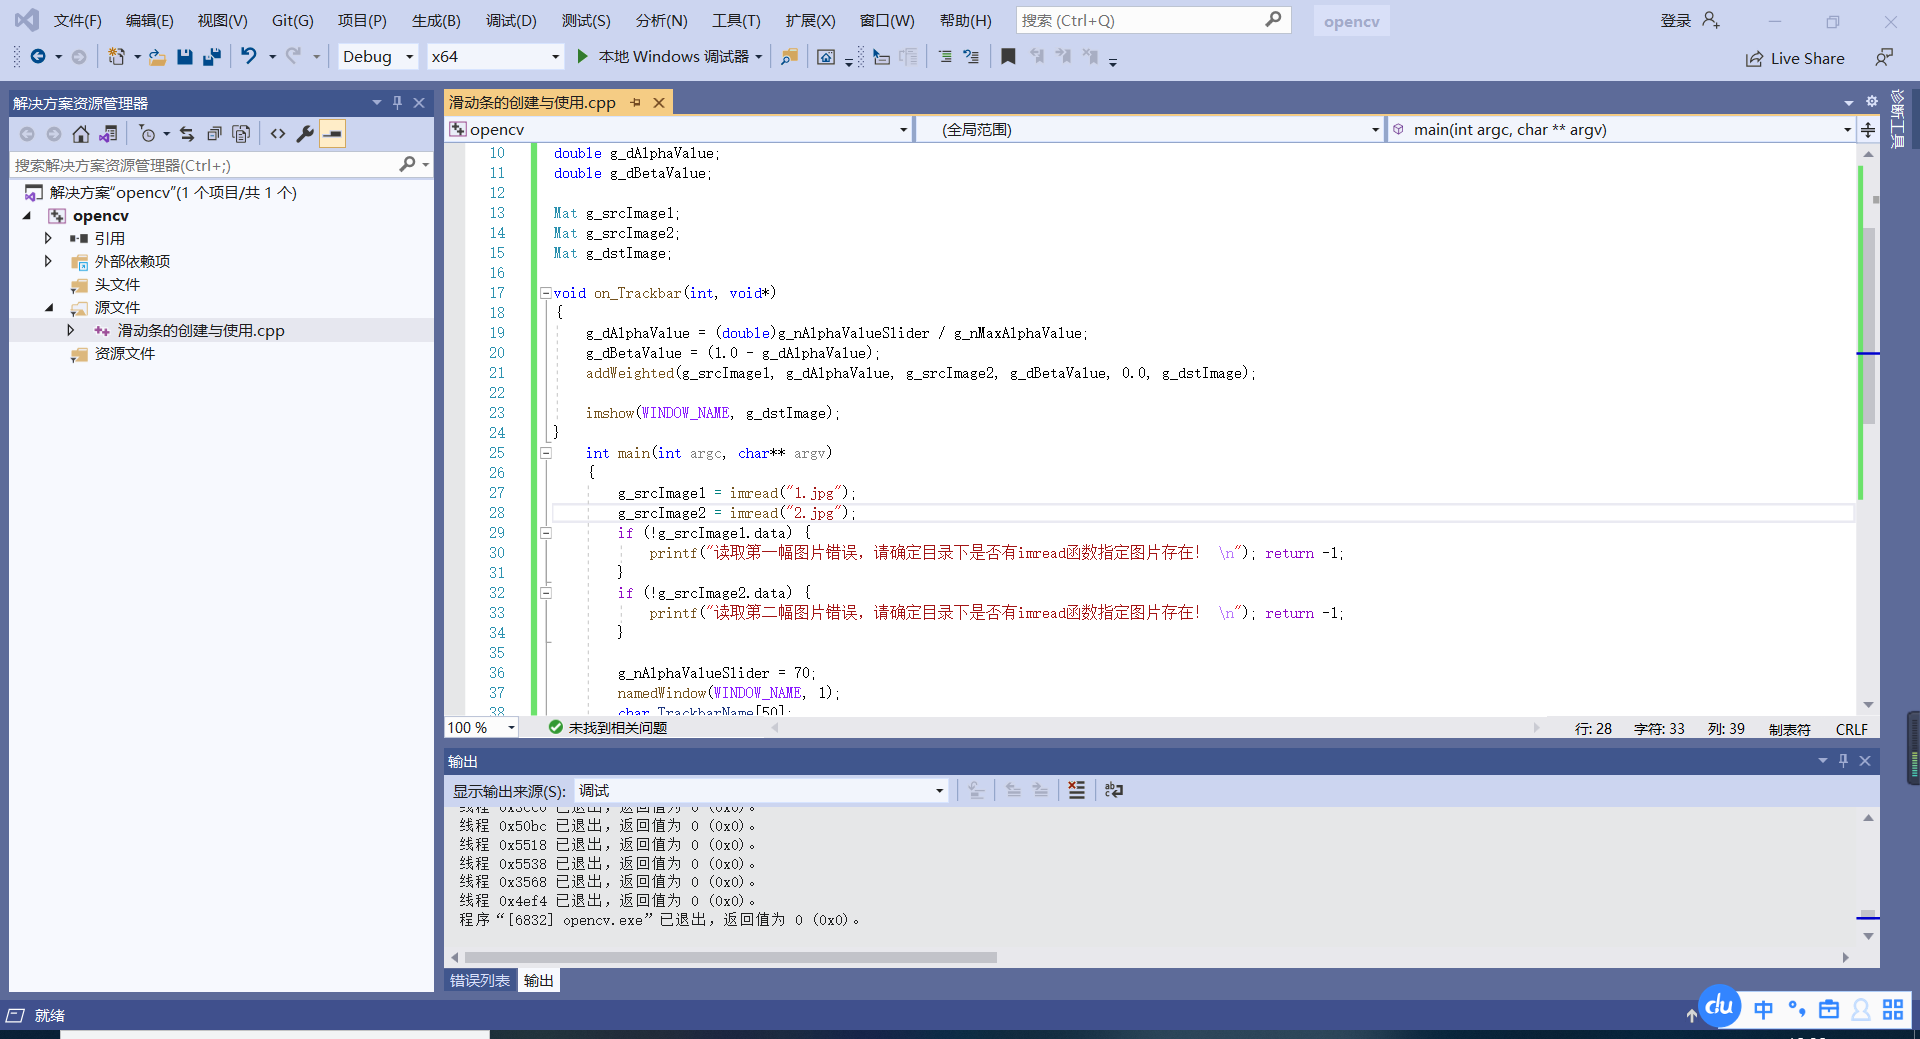 文件(F) 编辑(E) 视图(V) Git(G) 项目(P) 生成(B) 调试(D) 测试(S) 分析(N) 工具(T) 扩展(X) 窗口(W) 帮助(H) 搜索 (Ctrl+Q) opencv 登录
Debug x64 本地 Windows 调试器 Live Share
解决方案资源管理器
搜索解决方案资源管理器(Ctrl+;)
解决方案"opencv"(1 个项目/共 1 个)
opencv
引用
外部依赖项
头文件
源文件
滑动条的创建与使用.cpp
资源文件
滑动条的创建与使用.cpp
opencv (全局范围) main(int argc, char ** argv)
10 double g_dAlphaValue;
11 double g_dBetaValue;
12
13 Mat g_srcImage1;
14 Mat g_srcImage2;
15 Mat g_dstImage;
16
17 void on_Trackbar(int, void*)
18 {
19 g_dAlphaValue = (double)g_nAlphaValueSlider / g_nMaxAlphaValue;
20 g_dBetaValue = (1.0 - g_dAlphaValue);
21 addWeighted(g_srcImage1, g_dAlphaValue, g_srcImage2, g_dBetaValue, 0.0, g_dstImage);
22
23 imshow(WINDOW_NAME, g_dstImage);
24 }
25 int main(int argc, char** argv)
26 {
27 g_srcImage1 = imread("1.jpg");
28 g_srcImage2 = imread("2.jpg");
29 if (!g_srcImage1.data) {
30 printf("读取第一幅图片错误，请确定目录下是否有imread函数指定图片存在！ \n"); return -1;
31 }
32 if (!g_srcImage2.data) {
33 printf("读取第二幅图片错误，请确定目录下是否有imread函数指定图片存在！ \n"); return -1;
34 }
35
36 g_nAlphaValueSlider = 70;
37 namedWindow(WINDOW_NAME, 1);
38 char TrackbarName[50];
100 % 未找到相关问题 行: 28 字符: 33 列: 39 制表符 CRLF
诊断工具
输出
显示输出来源(S): 调试
线程 0x3cc0 已退出，返回值为 0 (0x0)。
线程 0x50bc 已退出，返回值为 0 (0x0)。
线程 0x5518 已退出，返回值为 0 (0x0)。
线程 0x5538 已退出，返回值为 0 (0x0)。
线程 0x3568 已退出，返回值为 0 (0x0)。
线程 0x4ef4 已退出，返回值为 0 (0x0)。
程序“[6832] opencv.exe”已退出，返回值为 0 (0x0)。
错误列表 输出
就绪
du 中